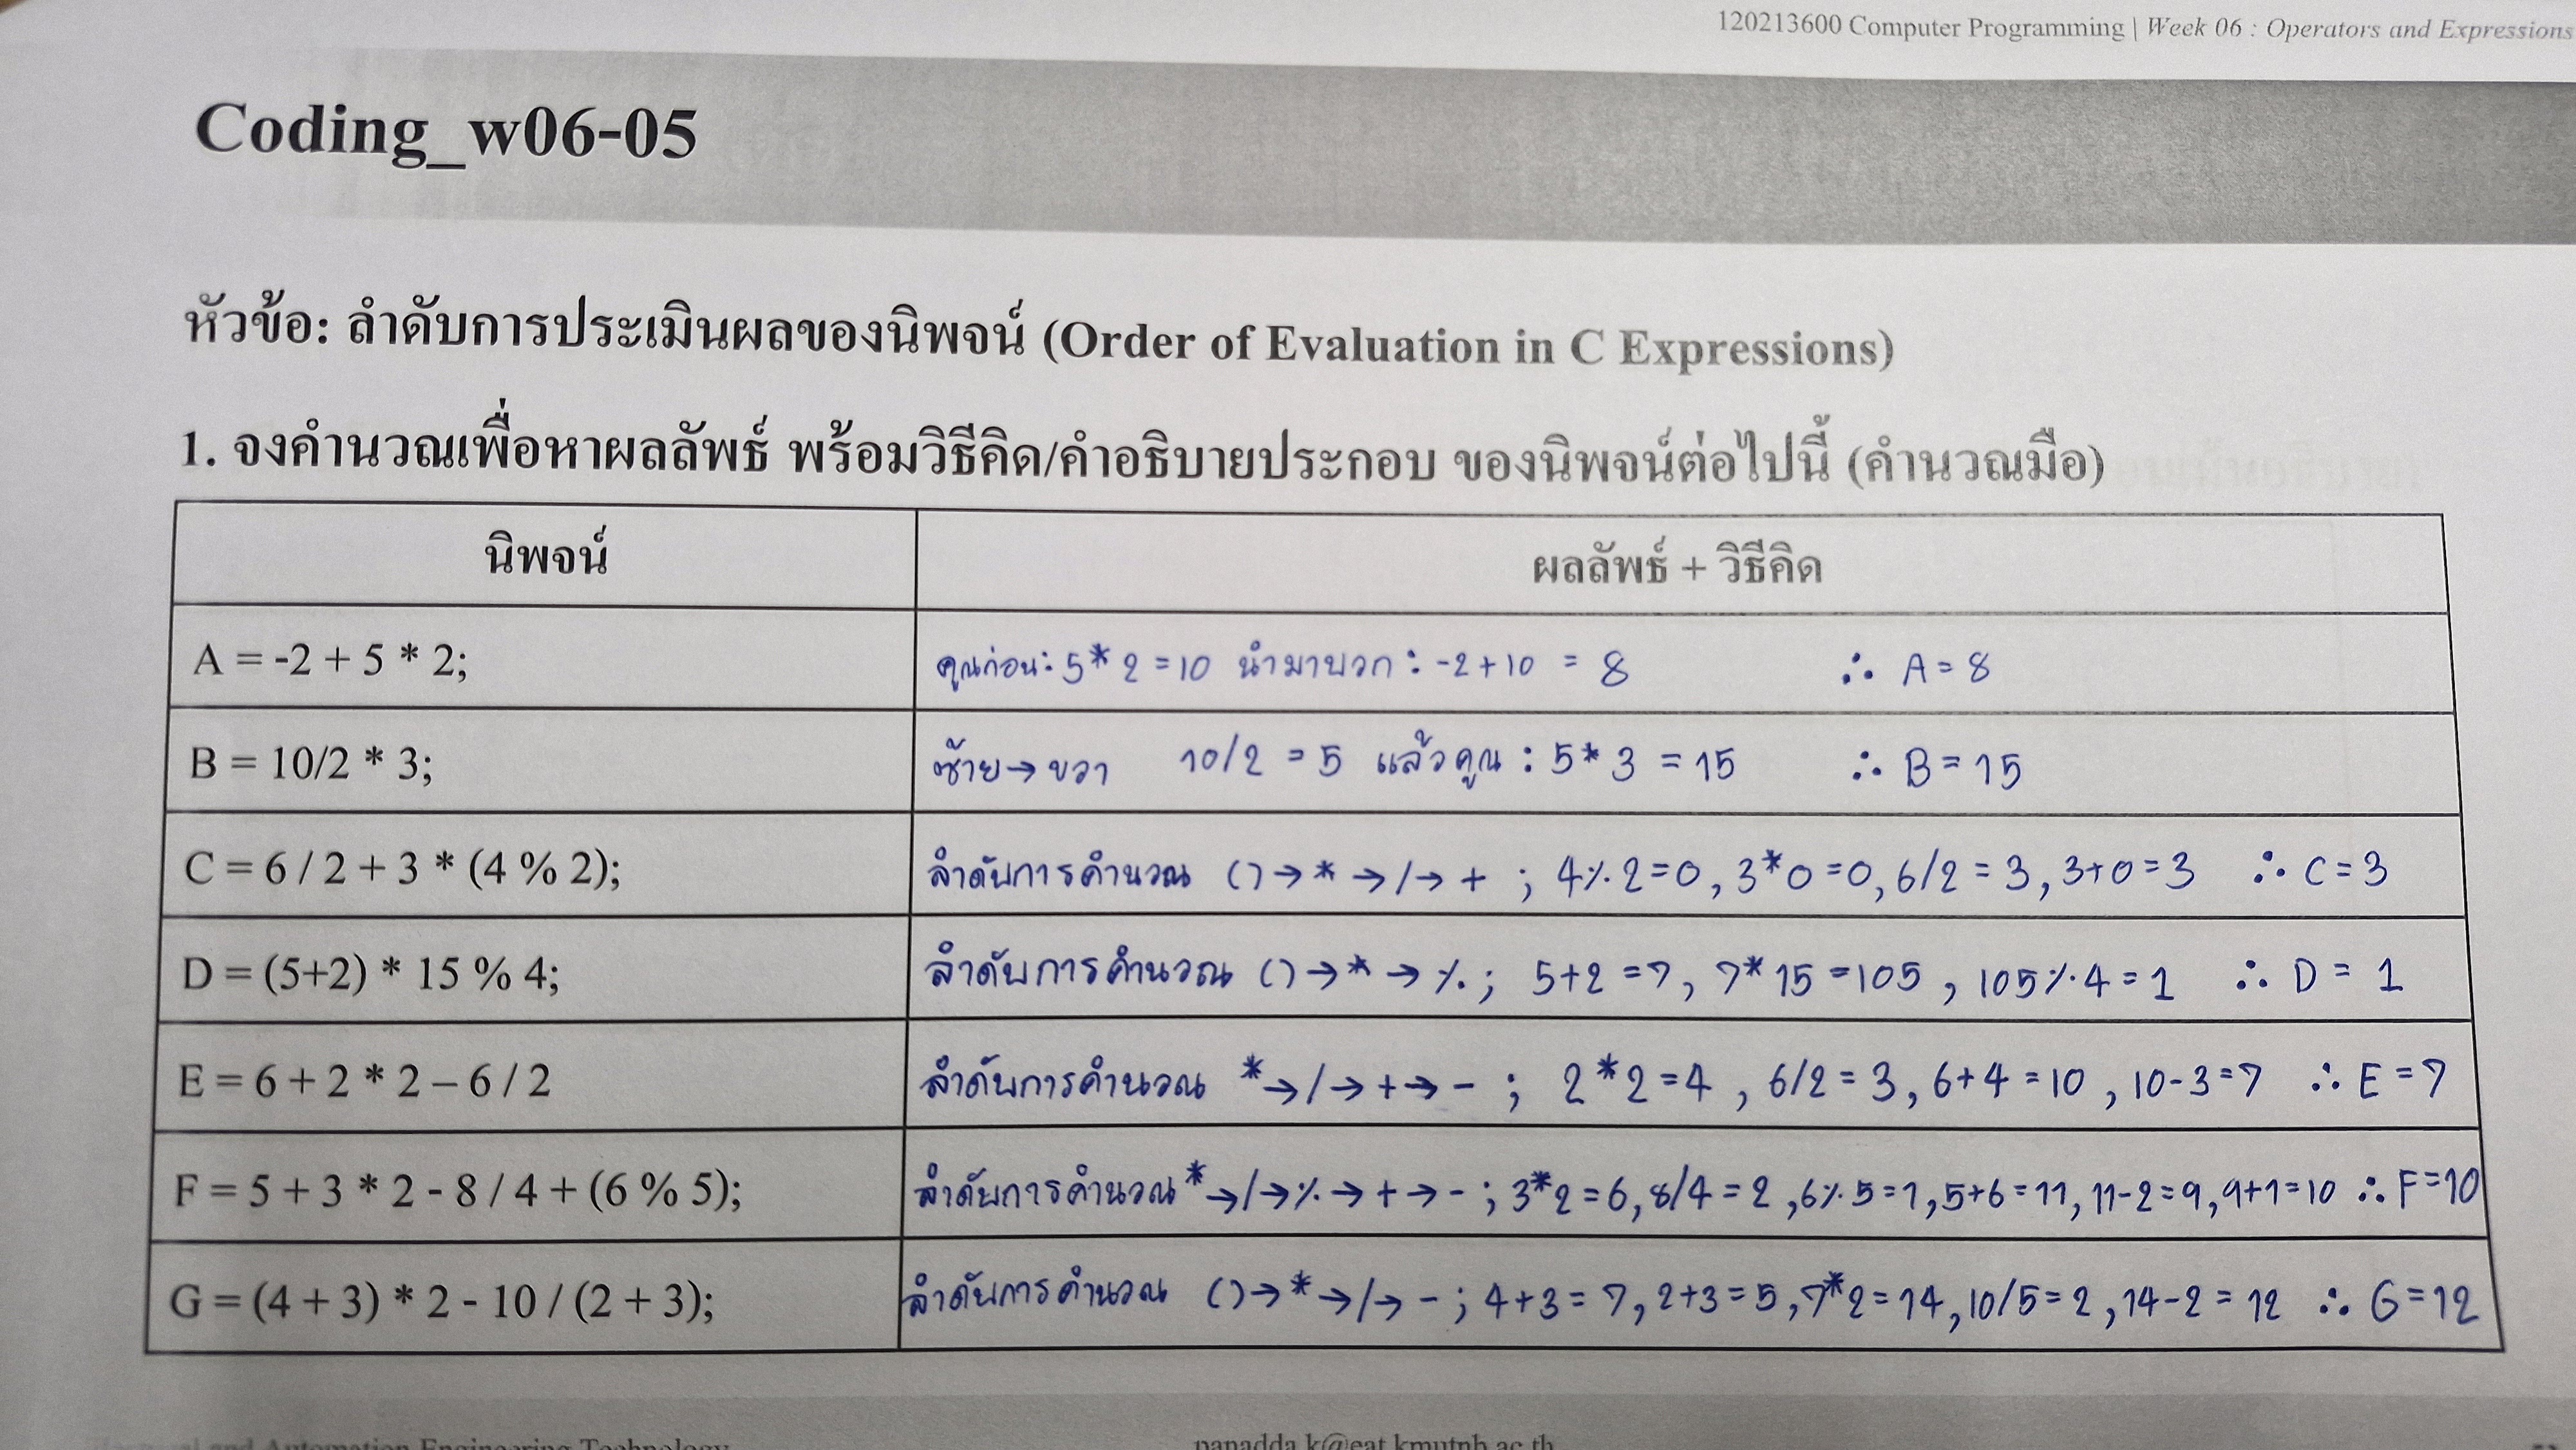 120213600 Computer Programming | Week 06 : Operators and Expressions
Coding_w06-05
หัวข้อ: ลำดับการประเมินผลของนิพจน์ (Order of Evaluation in C Expressions)
1. จงคำนวณเพื่อหาผลลัพธ์ พร้อมวิธีคิด/คำอธิบายประกอบ ของนิพจน์ต่อไปนี้ (คำนวณมือ)
นิพจน์ ผลลัพธ์ + วิธีคิด
A = -2 + 5 * 2; คูณก่อน: 5*2=10 นำมาบวก: -2+10 = 8 ∴ A=8
B = 10/2 * 3; ซ้าย→ขวา 10/2 =5 แล้วคูณ: 5*3 =15 ∴ B=15
C = 6 / 2 + 3 * (4 % 2); ลำดับการคำนวณ ()→*→/→+ ; 4%2=0, 3*0=0, 6/2=3, 3+0=3 ∴ C=3
D = (5+2) * 15 % 4; ลำดับการคำนวณ ()→*→%; 5+2=7, 7*15=105, 105%4=1 ∴ D= 1
E = 6 + 2 * 2 – 6 / 2 ลำดับการคำนวณ *→/→+→- ; 2*2=4 , 6/2=3, 6+4=10, 10-3=7 ∴ E=7
F = 5 + 3 * 2 - 8 / 4 + (6 % 5); ลำดับการคำนวณ *→/→%→+→- ; 3*2=6, 8/4=2, 6%5=1, 5+6=11, 11-2=9, 9+1=10 ∴ F=10
G = (4 + 3) * 2 - 10 / (2 + 3); ลำดับการคำนวณ ()→*→/→- ; 4+3=7, 2+3=5, 7*2=14, 10/5=2, 14-2=12 ∴ G=12
and Automation Engineering Technology panadda.k@eat.kmutnb.ac.th